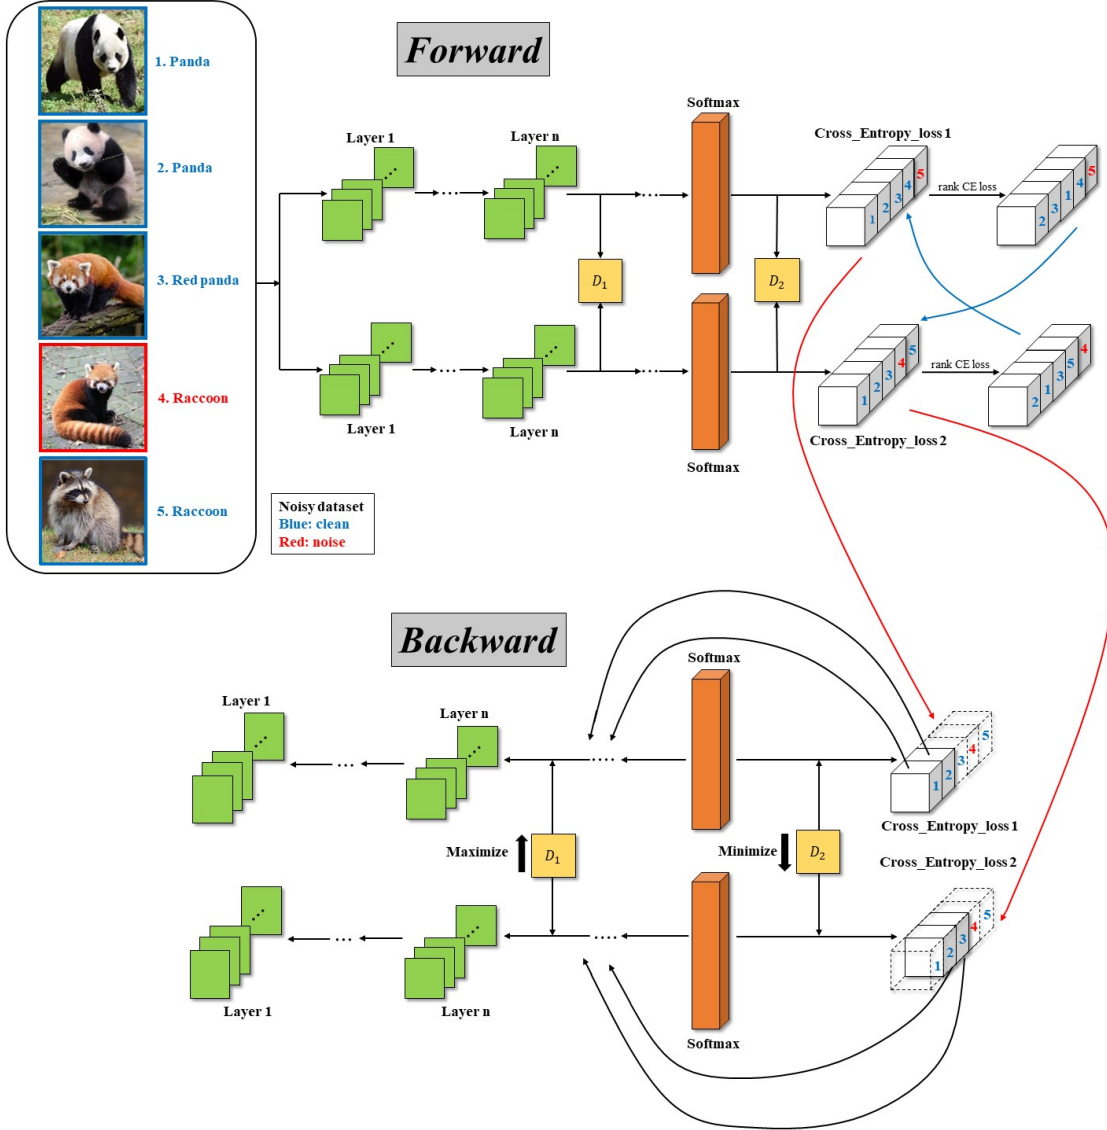 1. Panda
2. Panda
3. Red panda
4. Raccoon
5. Raccoon
Noisy dataset
Blue: clean
Red: noise
Forward
Layer 1
Layer n
Softmax
Cross_Entropy_loss 1
1 2 3 4 5
rank CE loss
2 3 1 4 5
D1
D2
Layer 1
Layer n
Softmax
1 2 3 4 5
Cross_Entropy_loss 2
rank CE loss
2 1 3 5 4
Backward
Layer 1
Layer n
Softmax
1 2 3 4 5
Cross_Entropy_loss 1
Maximize
D1
Minimize
D2
Cross_Entropy_loss 2
1 2 3 4 5
Layer 1
Layer n
Softmax